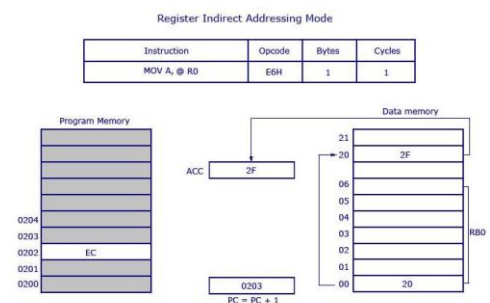 Register Indirect Addressing Mode
Instruction Opcode Bytes Cycles
MOV A, @ R0 E6H 1 1
Program Memory
0204
0203
0202 EC
0201
0200
ACC 2F
0203
PC = PC + 1
Data memory
21
20 2F
06
05
04
03
02
01
00 20
RB0